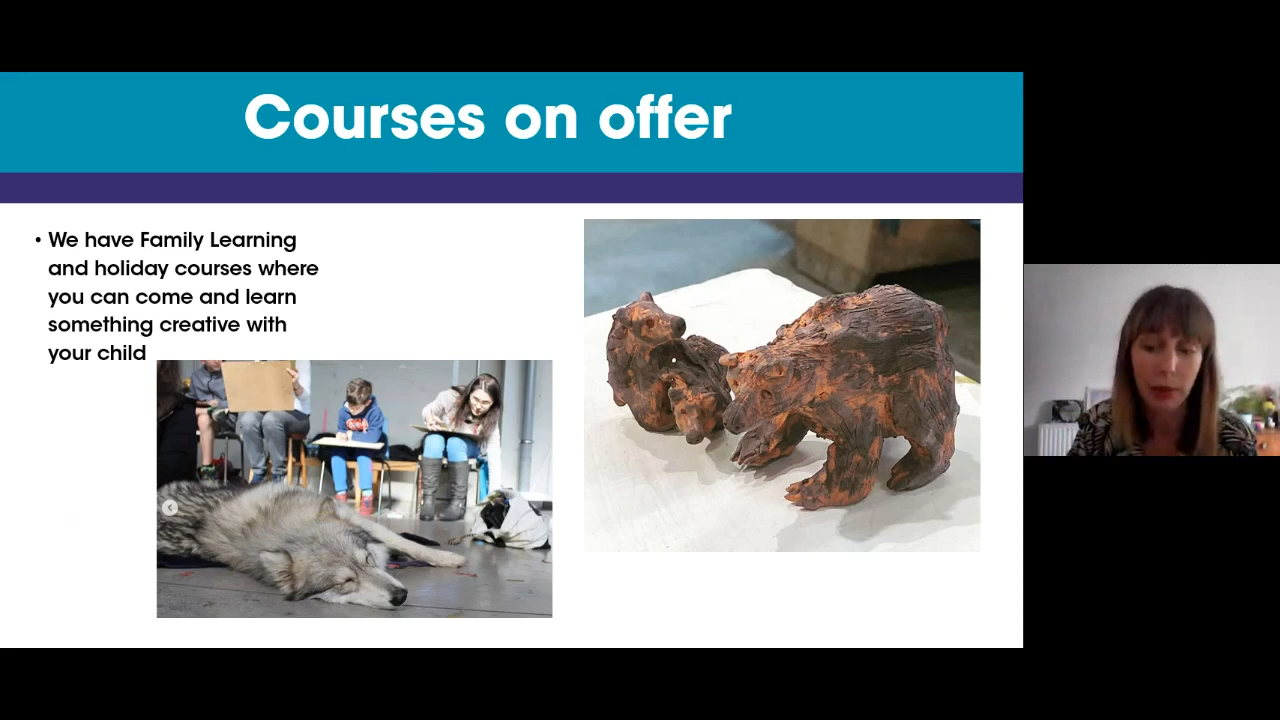 Courses on offer
• We have Family Learning
and holiday courses where
you can come and learn
something creative with
your child